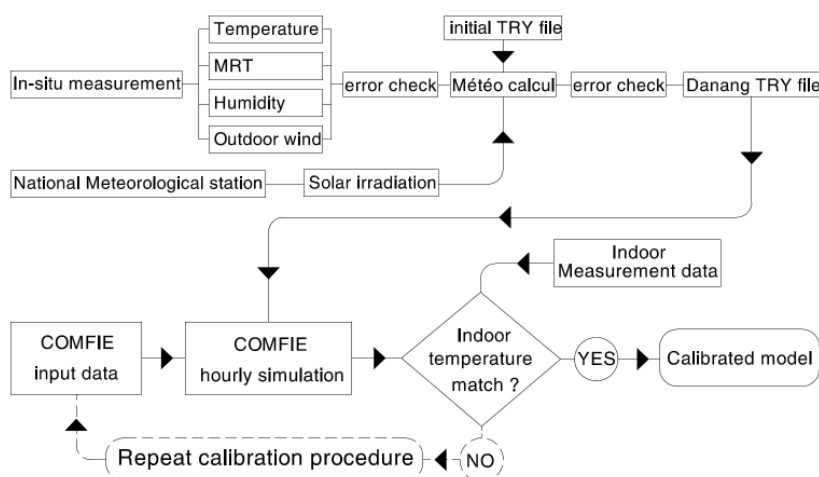 Temperature
initial TRY file
MRT
In-situ measurement
error check
Météo calcul
error check
Danang TRY file
Humidity
Outdoor wind
National Meteorological station
Solar irradiation
Indoor
Measurement data
COMFIE
input data
COMFIE
hourly simulation
Indoor
temperature
match ?
YES
Calibrated model
Repeat calibration procedure
NO